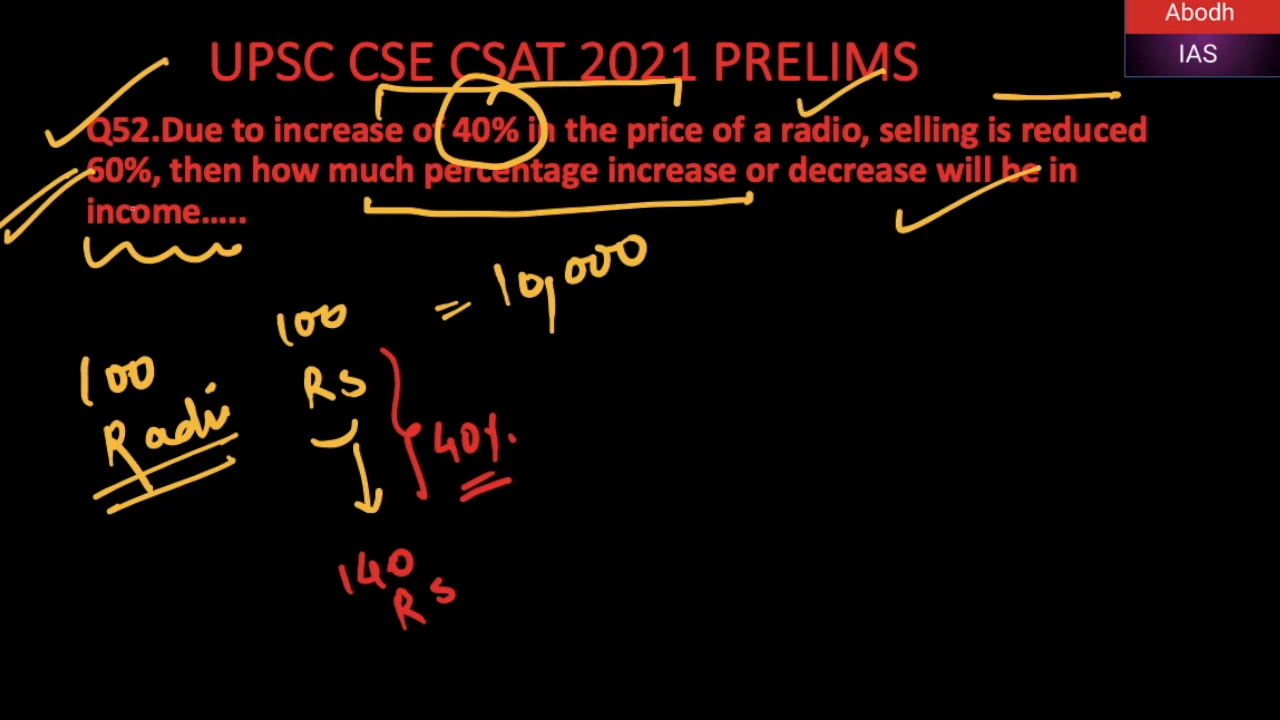 Abodh
IAS
UPSC CSE CSAT 2021 PRELIMS
Q52.Due to increase of 40% in the price of a radio, selling is reduced
60%, then how much percentage increase or decrease will be in
income.....
100 = 10,000
100 Rs
Radio
40%.
140
Rs